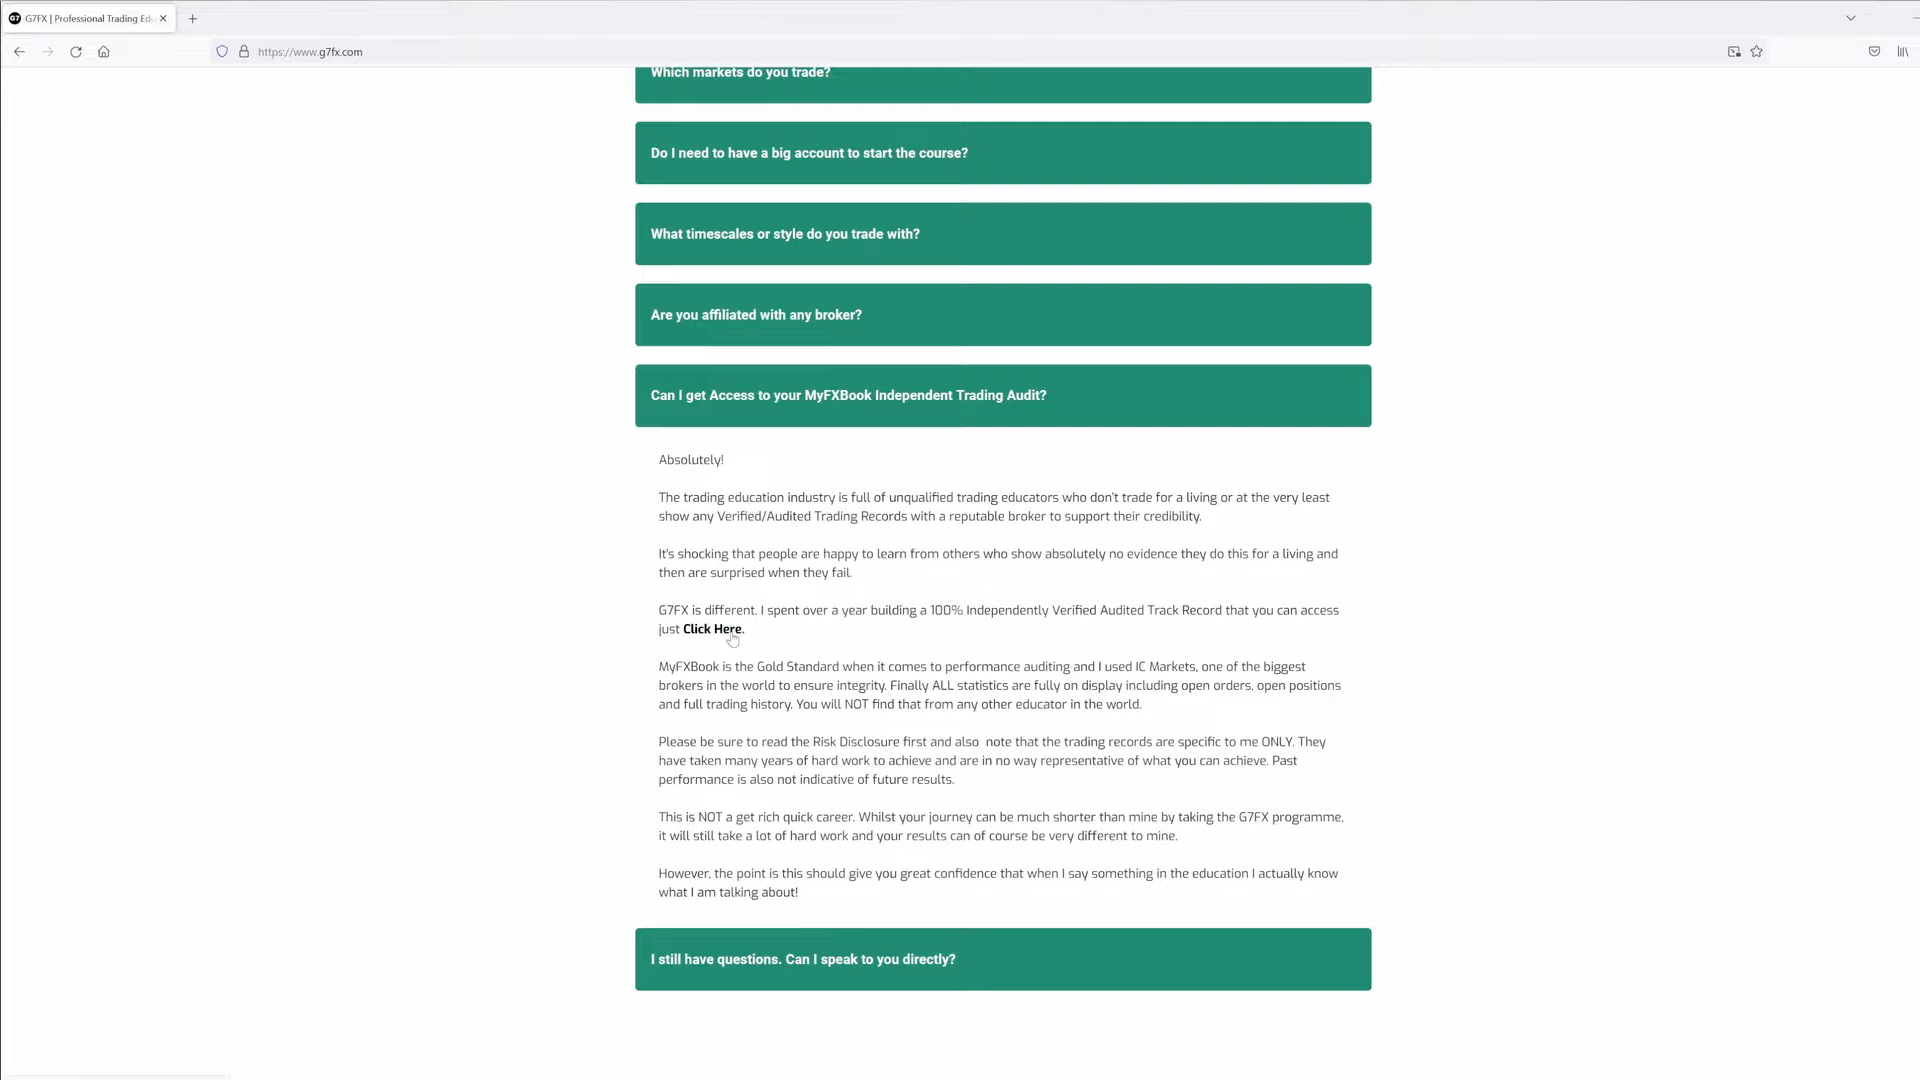 G7FX | Professional Trading Edu
https://www.g7fx.com
Which markets do you trade?
Do I need to have a big account to start the course?
What timescales or style do you trade with?
Are you affiliated with any broker?
Can I get Access to your MyFXBook Independent Trading Audit?
Absolutely!
The trading education industry is full of unqualified trading educators who don't trade for a living or at the very least
show any Verified/Audited Trading Records with a reputable broker to support their credibility.
It's shocking that people are happy to learn from others who show absolutely no evidence they do this for a living and
then are surprised when they fail.
G7FX is different. I spent over a year building a 100% Independently Verified Audited Track Record that you can access
just Click Here.
MyFXBook is the Gold Standard when it comes to performance auditing and I used IC Markets, one of the biggest
brokers in the world to ensure integrity. Finally ALL statistics are fully on display including open orders, open positions
and full trading history. You will NOT find that from any other educator in the world.
Please be sure to read the Risk Disclosure first and also note that the trading records are specific to me ONLY. They
have taken many years of hard work to achieve and are in no way representative of what you can achieve. Past
performance is also not indicative of future results.
This is NOT a get rich quick career. Whilst your journey can be much shorter than mine by taking the G7FX programme,
it will still take a lot of hard work and your results can of course be very different to mine.
However, the point is this should give you great confidence that when I say something in the education I actually know
what I am talking about!
I still have questions. Can I speak to you directly?